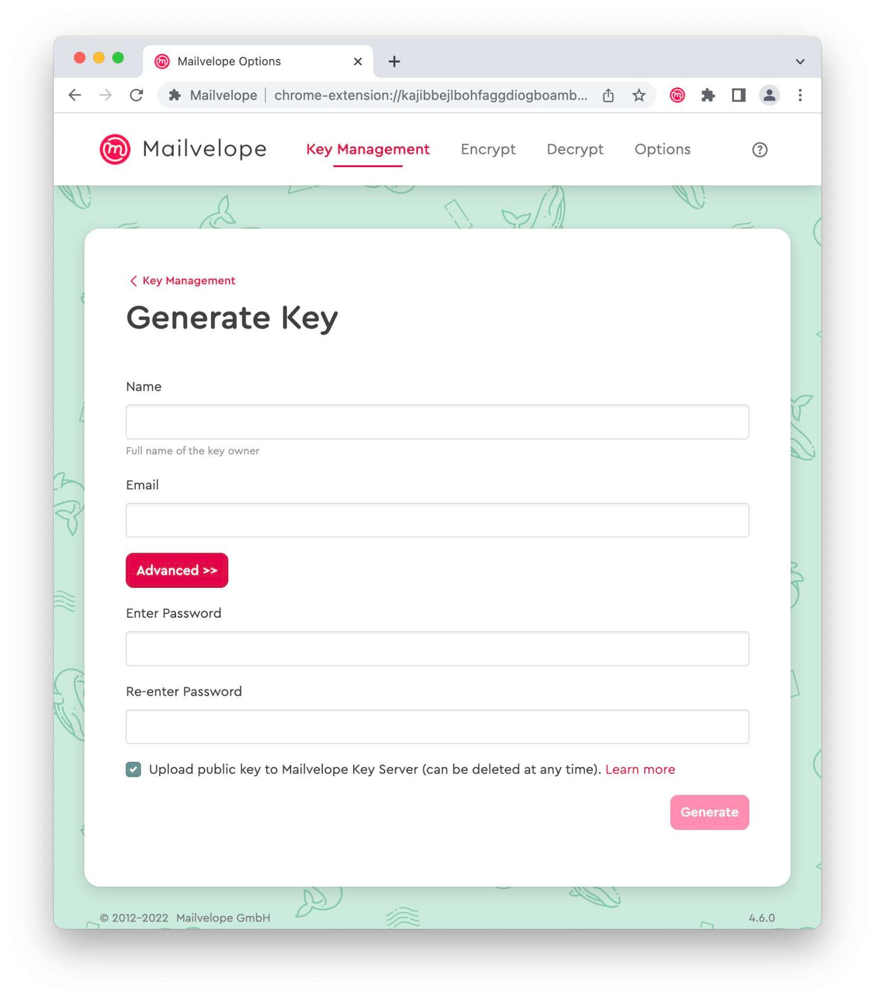 Mailvelope Options
Mailvelope | chrome-extension://kajibbejlbohfaggdiogboamb...
Mailvelope Key Management Encrypt Decrypt Options
Key Management
Generate Key
Name
Full name of the key owner
Email
Advanced >>
Enter Password
Re-enter Password
Upload public key to Mailvelope Key Server (can be deleted at any time). Learn more
Generate
© 2012–2022 Mailvelope GmbH 4.6.0